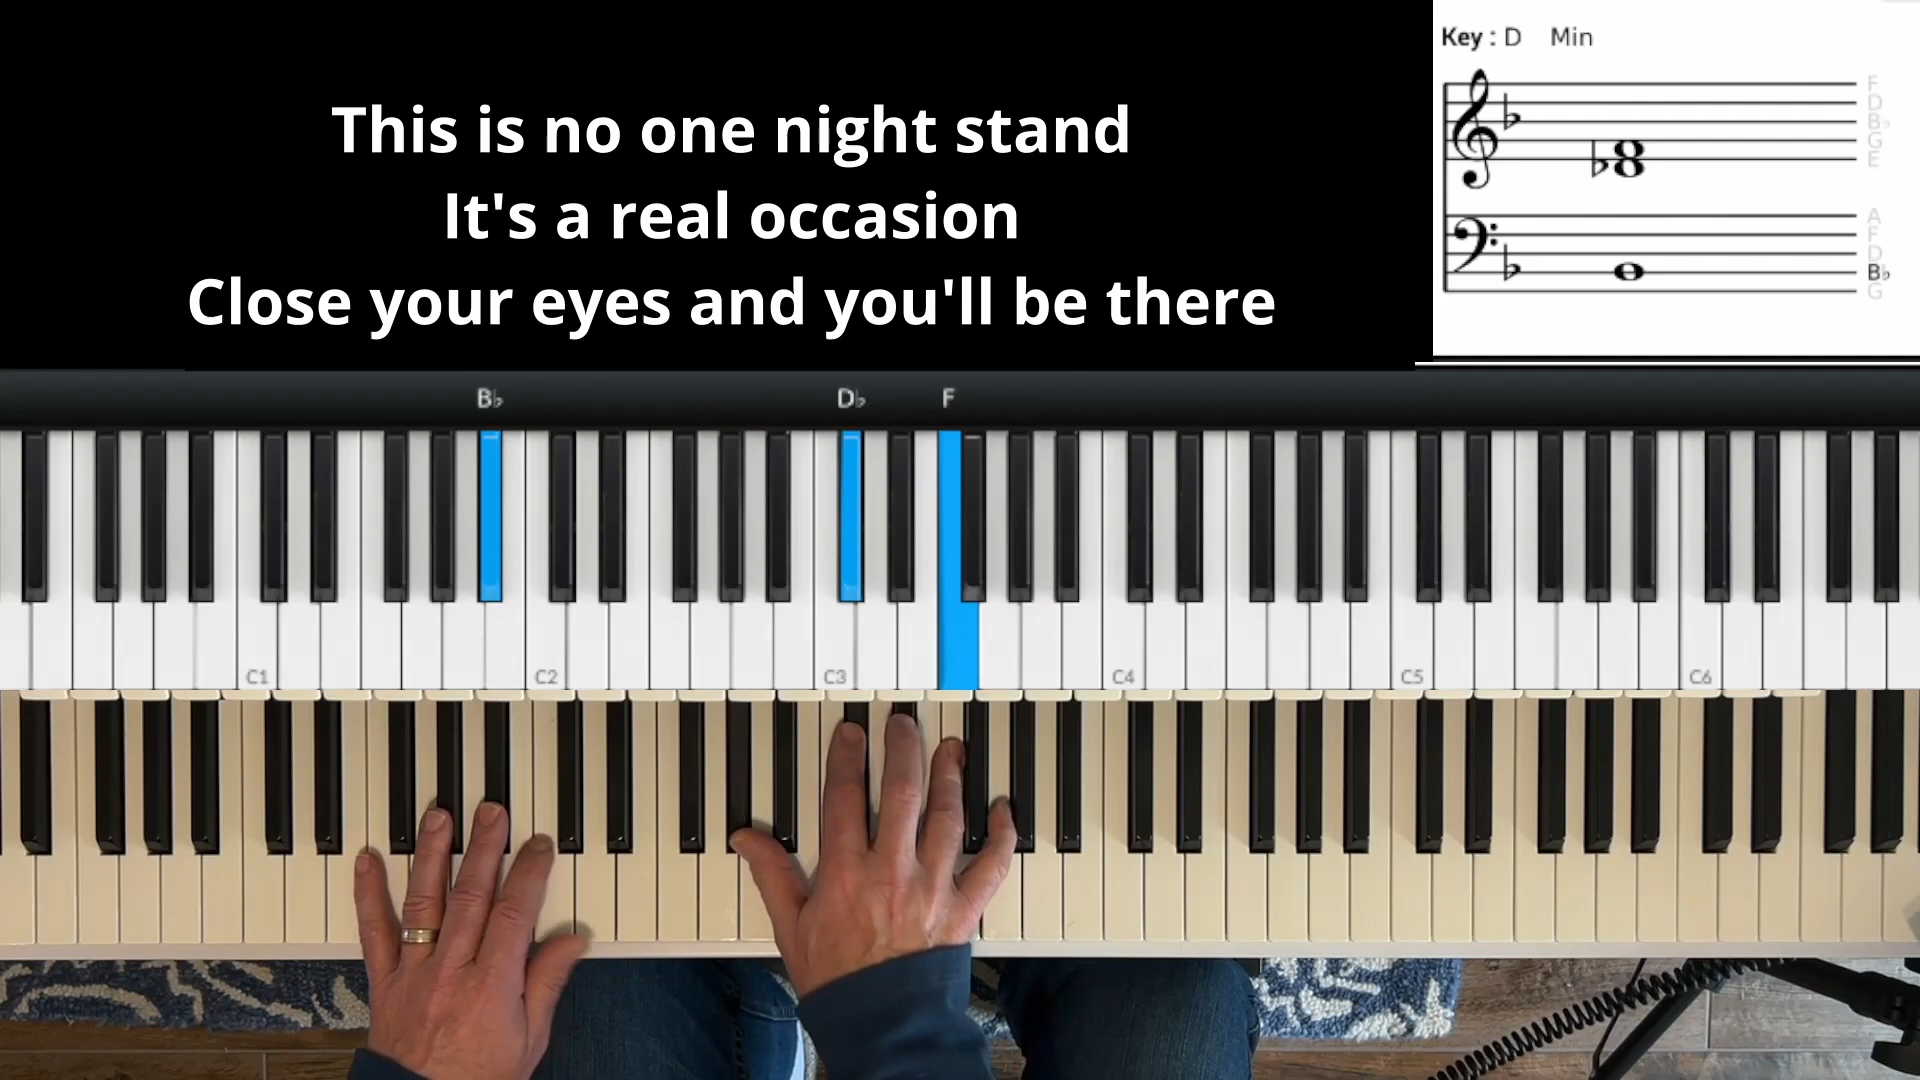 This is no one night stand
It's a real occasion
Close your eyes and you'll be there
Key : D Min
F
D
B♭
G
E
A
F
D
B♭
G
B♭ D♭ F
C1 C2 C3 C4 C5 C6